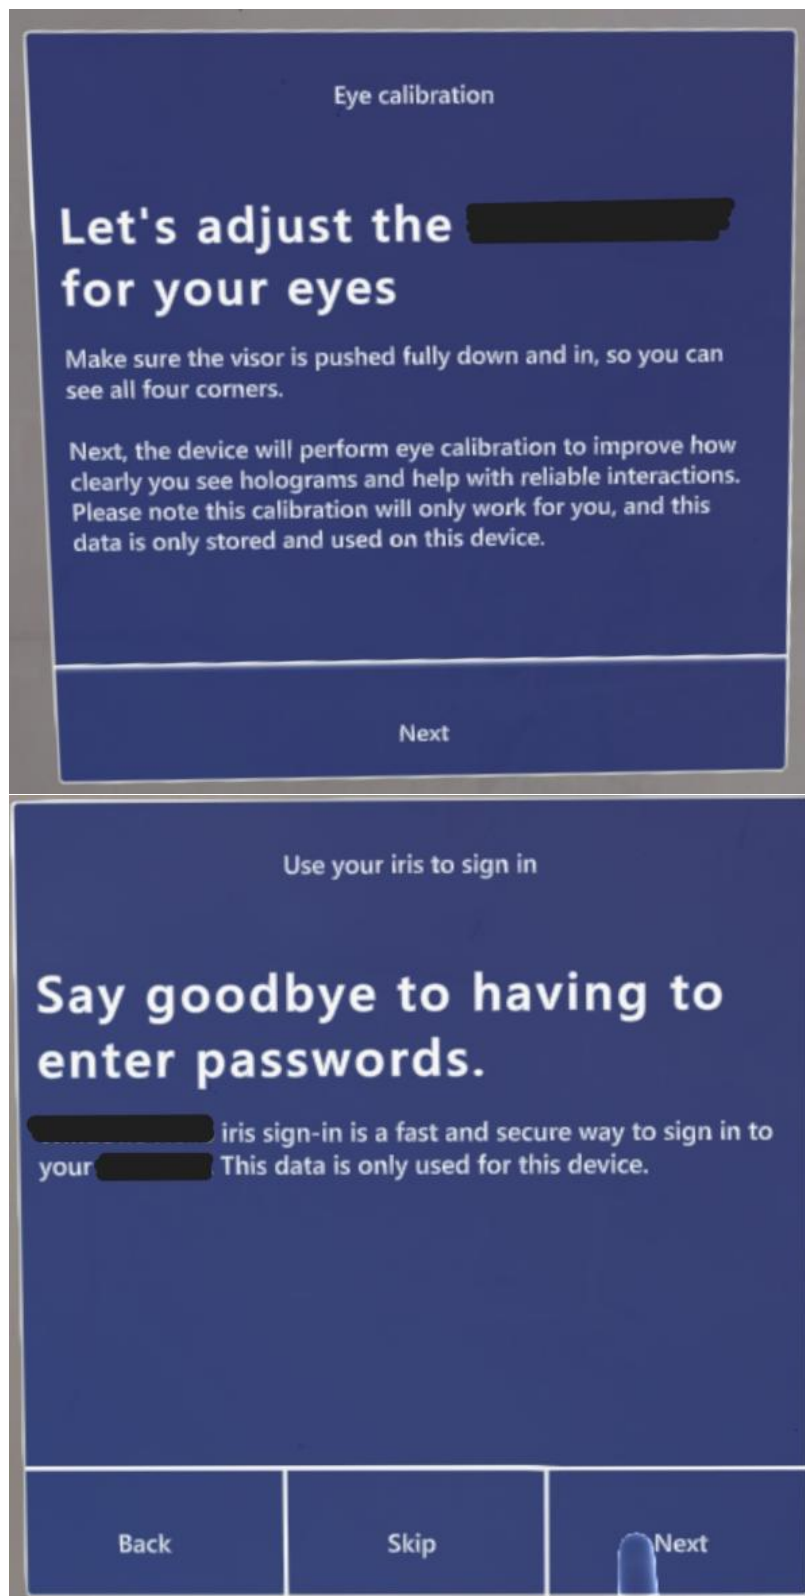 Eye calibration
Let's adjust the
for your eyes
Make sure the visor is pushed fully down and in, so you can
see all four corners.
Next, the device will perform eye calibration to improve how
clearly you see holograms and help with reliable interactions.
Please note this calibration will only work for you, and this
data is only stored and used on this device.
Next
Use your iris to sign in
Say goodbye to having to
enter passwords.
iris sign-in is a fast and secure way to sign in to
your This data is only used for this device.
Back Skip Next